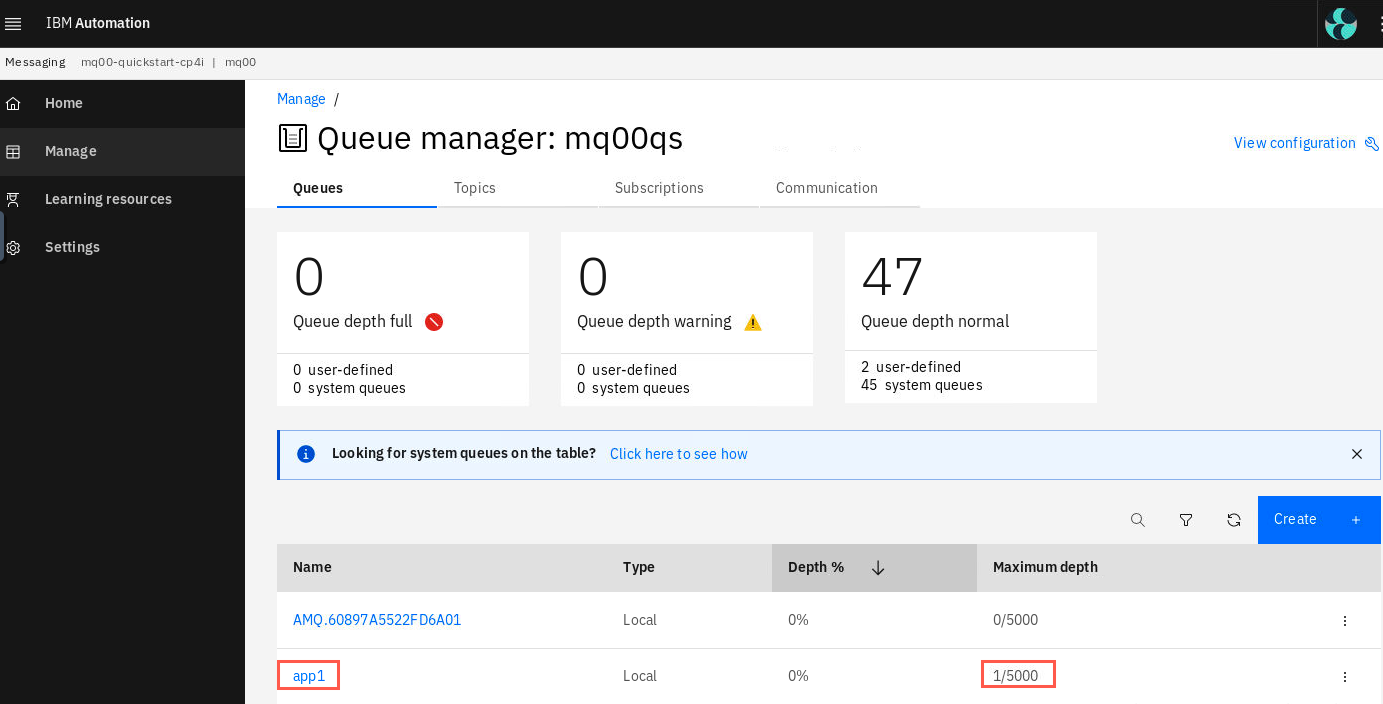 IBM Automation
Messaging mq00-quickstart-cp4i | mq00
Home
Manage
Learning resources
Settings
Manage /
Queue manager: mq00qs
View configuration
Queues Topics Subscriptions Communication
0
Queue depth full
0 user-defined
0 system queues
0
Queue depth warning
0 user-defined
0 system queues
47
Queue depth normal
2 user-defined
45 system queues
Looking for system queues on the table? Click here to see how
Create +
Name Type Depth % Maximum depth
AMQ.60897A5522FD6A01 Local 0% 0/5000
app1 Local 0% 1/5000